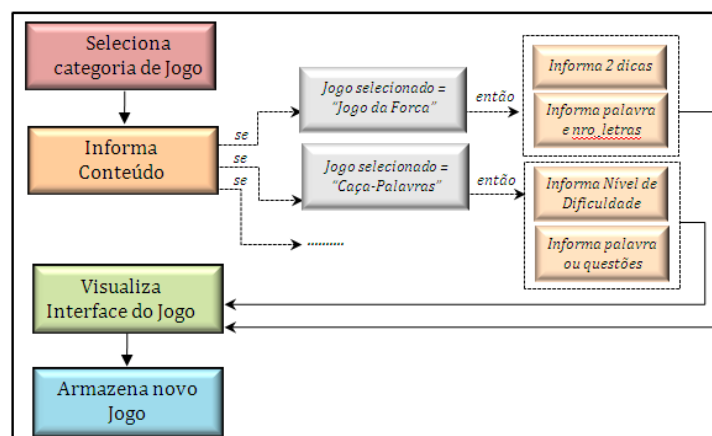 Seleciona
categoria de Jogo
Informa
Conteúdo
se
se
se
Jogo selecionado =
"Jogo da Forca"
então
Informa 2 dicas
Informa palavra
e nro_letras
Jogo selecionado =
"Caça-Palavras"
então
Informa Nível de
Dificuldade
Informa palavra
ou questões
..........
Visualiza
Interface do Jogo
Armazena novo
Jogo